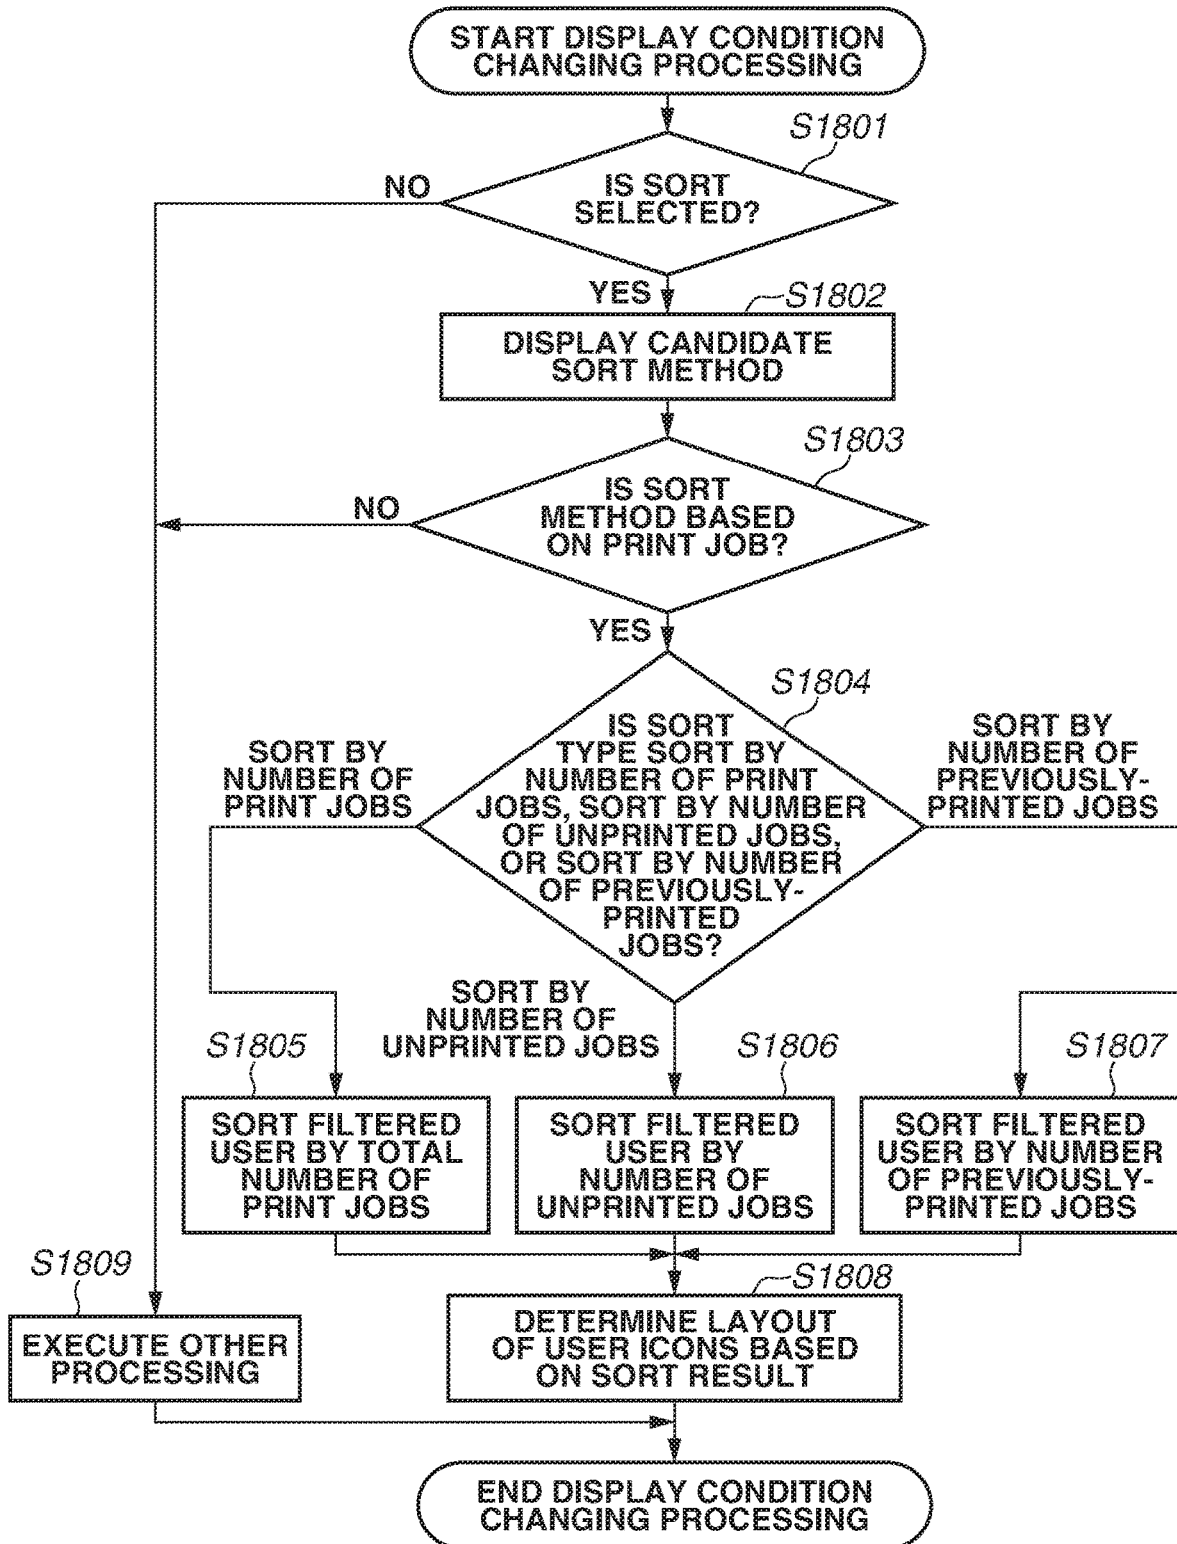 START DISPLAY CONDITION
CHANGING PROCESSING
S1801
NO
IS SORT
SELECTED?
YES
S1802
DISPLAY CANDIDATE
SORT METHOD
S1803
NO
IS SORT
METHOD BASED
ON PRINT JOB?
YES
S1804
SORT BY
NUMBER OF
PRINT JOBS
IS SORT
TYPE SORT BY
NUMBER OF PRINT
JOBS, SORT BY NUMBER
OF UNPRINTED JOBS,
OR SORT BY NUMBER
OF PREVIOUSLY-
PRINTED
JOBS?
SORT BY
NUMBER OF
PREVIOUSLY-
PRINTED JOBS
SORT BY
NUMBER OF
UNPRINTED JOBS
S1805
SORT FILTERED
USER BY TOTAL
NUMBER OF
PRINT JOBS
S1806
SORT FILTERED
USER BY
NUMBER OF
UNPRINTED JOBS
S1807
SORT FILTERED
USER BY NUMBER
OF PREVIOUSLY-
PRINTED JOBS
S1809
EXECUTE OTHER
PROCESSING
S1808
DETERMINE LAYOUT
OF USER ICONS BASED
ON SORT RESULT
END DISPLAY CONDITION
CHANGING PROCESSING